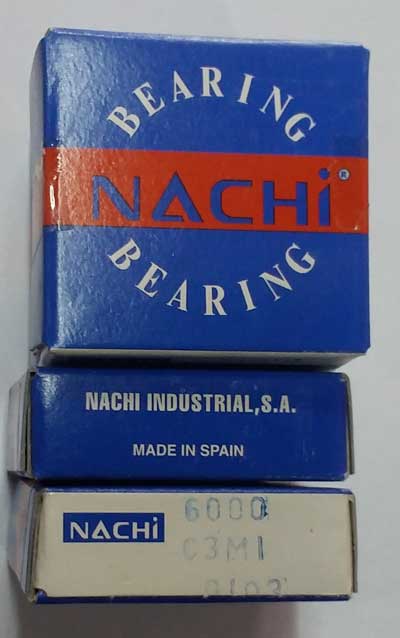 BEARING
NACHi®
BEARING
NACHI INDUSTRIAL,S.A.
MADE IN SPAIN
NACHi
6000
C3M1